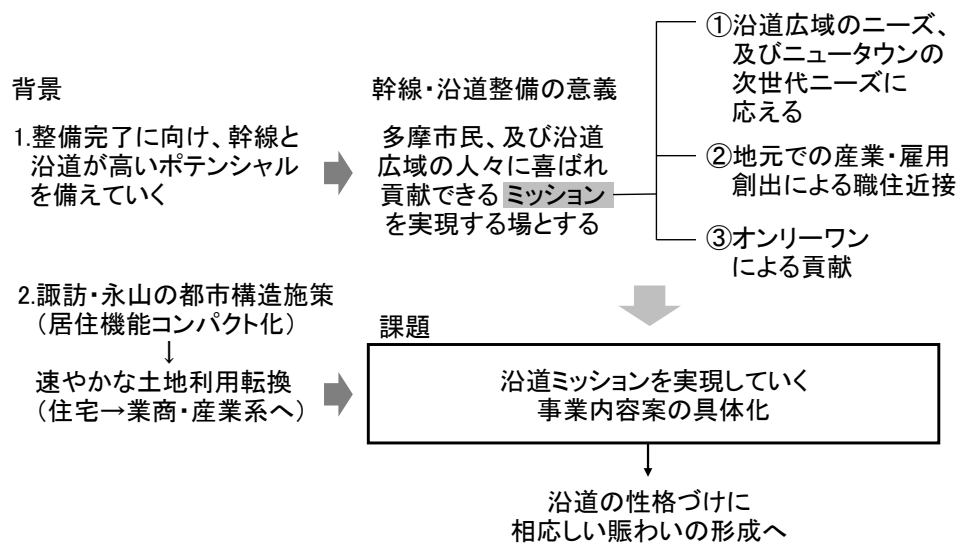 背景
1.整備完了に向け、幹線と
沿道が高いポテンシャル
を備えていく
幹線・沿道整備の意義
多摩市民、及び沿道
広域の人々に喜ばれ
貢献できる ミッション
を実現する場とする
①沿道広域のニーズ、
及びニュータウンの
次世代ニーズに
応える
②地元での産業・雇用
創出による職住近接
③オンリーワン
による貢献
2.諏訪・永山の都市構造施策
（居住機能コンパクト化）
↓
速やかな土地利用転換
（住宅→業商・産業系へ）
課題
沿道ミッションを実現していく
事業内容案の具体化
沿道の性格づけに
相応しい賑わいの形成へ